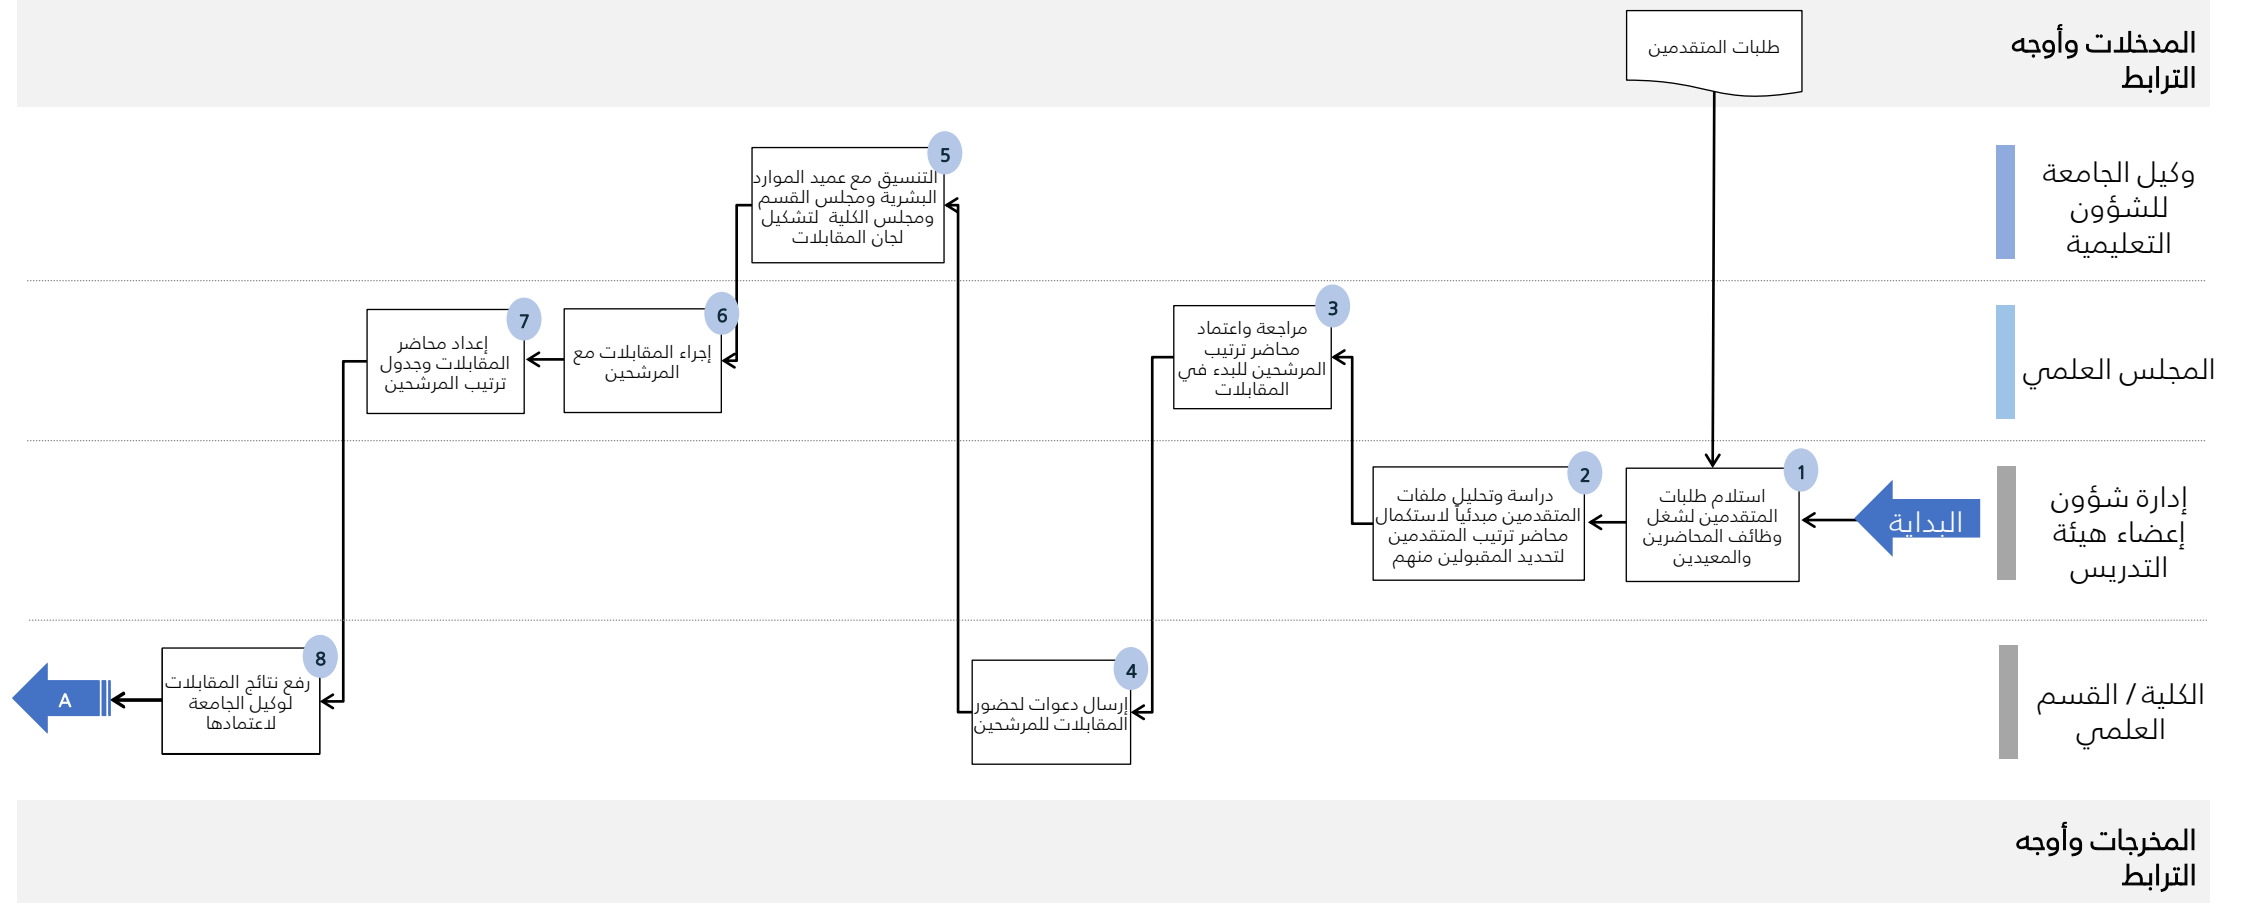 المدخلات وأوجه
الترابط
طلبات المتقدمين
وكيل الجامعة
للشؤون
التعليمية
5
التنسيق مع عميد الموارد
البشرية ومجلس القسم
ومجلس الكلية لتشكيل
لجان المقابلات
المجلس العلمي
3
مراجعة واعتماد
محاضر ترتيب
المرشحين للبدء في
المقابلات
6
إجراء المقابلات مع
المرشحين
7
إعداد محاضر
المقابلات وجدول
ترتيب المرشحين
إدارة شؤون
إعضاء هيئة
التدريس
البداية
1
استلام طلبات
المتقدمين لشغل
وظائف المحاضرين
والمعيدين
2
دراسة وتحليل ملفات
المتقدمين مبدئياً لاستكمال
محاضر ترتيب المتقدمين
لتحديد المقبولين منهم
الكلية / القسم
العلمي
4
إرسال دعوات لحضور
المقابلات للمرشحين
8
رفع نتائج المقابلات
لوكيل الجامعة
لاعتمادها
A
المخرجات وأوجه
الترابط